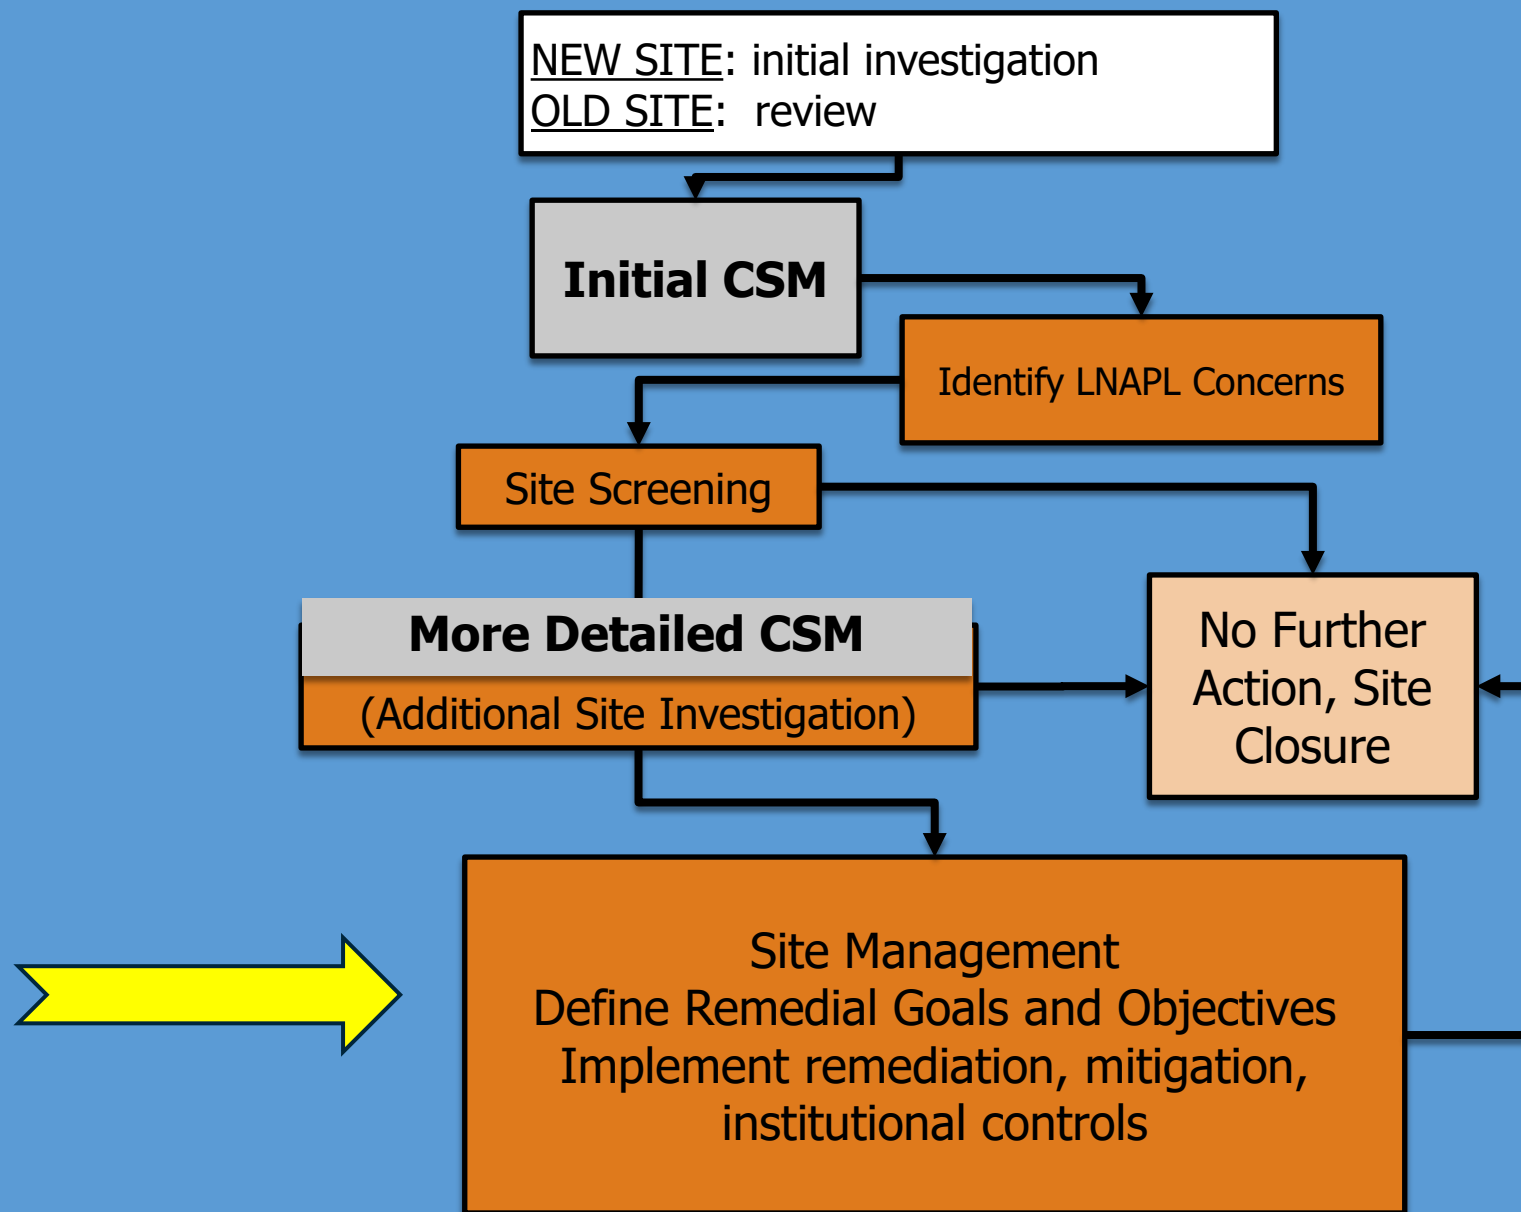 NEW SITE: initial investigation
OLD SITE: review
Initial CSM
Identify LNAPL Concerns
Site Screening
More Detailed CSM
(Additional Site Investigation)
No Further
Action, Site
Closure
Site Management
Define Remedial Goals and Objectives
Implement remediation, mitigation,
institutional controls